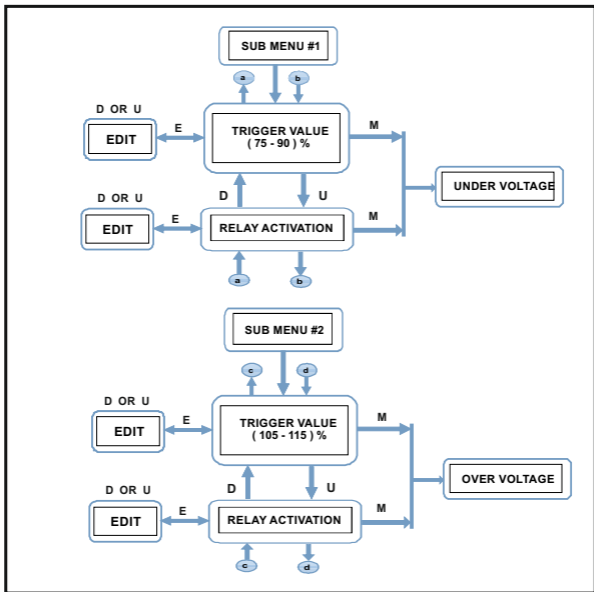 SUB MENU #1
a
b
D OR U
E
EDIT
TRIGGER VALUE
( 75 - 90 ) %
M
UNDER VOLTAGE
D
U
D OR U
E
EDIT
RELAY ACTIVATION
M
a
b
SUB MENU #2
c
d
D OR U
E
EDIT
TRIGGER VALUE
( 105 - 115 ) %
M
OVER VOLTAGE
D
U
D OR U
E
EDIT
RELAY ACTIVATION
M
c
d